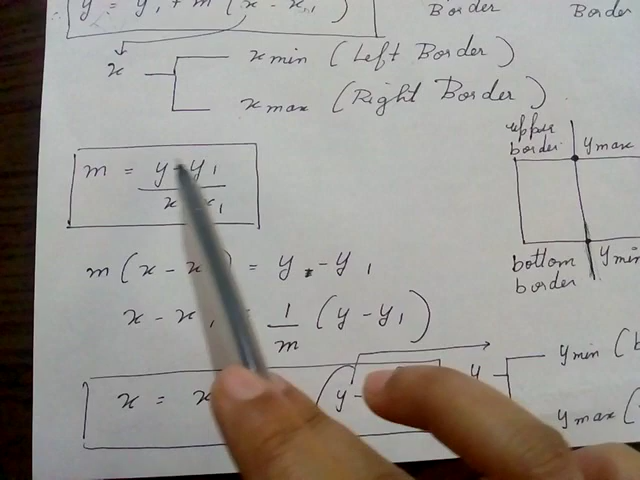 y = y1 + m (x - x1)
Border Border
x xmin (Left Border)
xmax (Right Border)
upper border ymax
m = y - y1 / x - x1
bottom border ymin
m (x - x ) = y - y1
x - x1 = 1/m (y - y1)
x = x (y -
y ymin (
ymax (